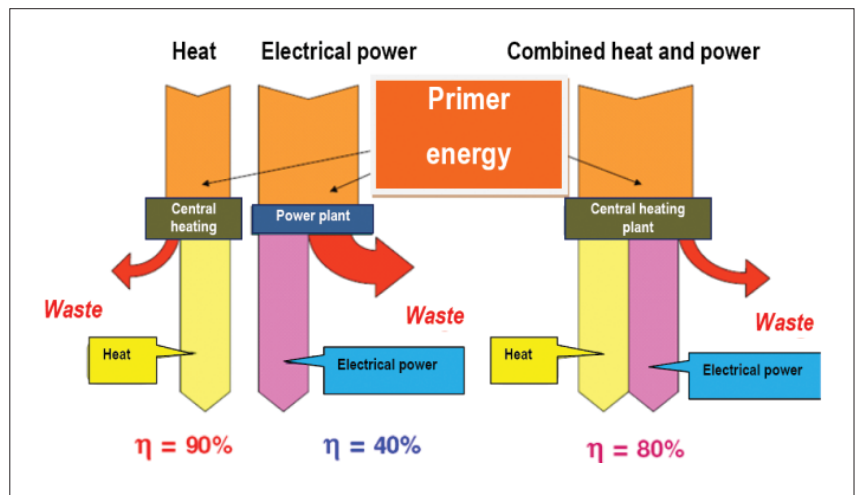 Heat
Electrical power
Combined heat and power
Primer
energy
Central
heating
Power plant
Central heating
plant
Waste
Waste
Waste
Heat
Electrical power
Heat
Electrical power
η = 90%
η = 40%
η = 80%